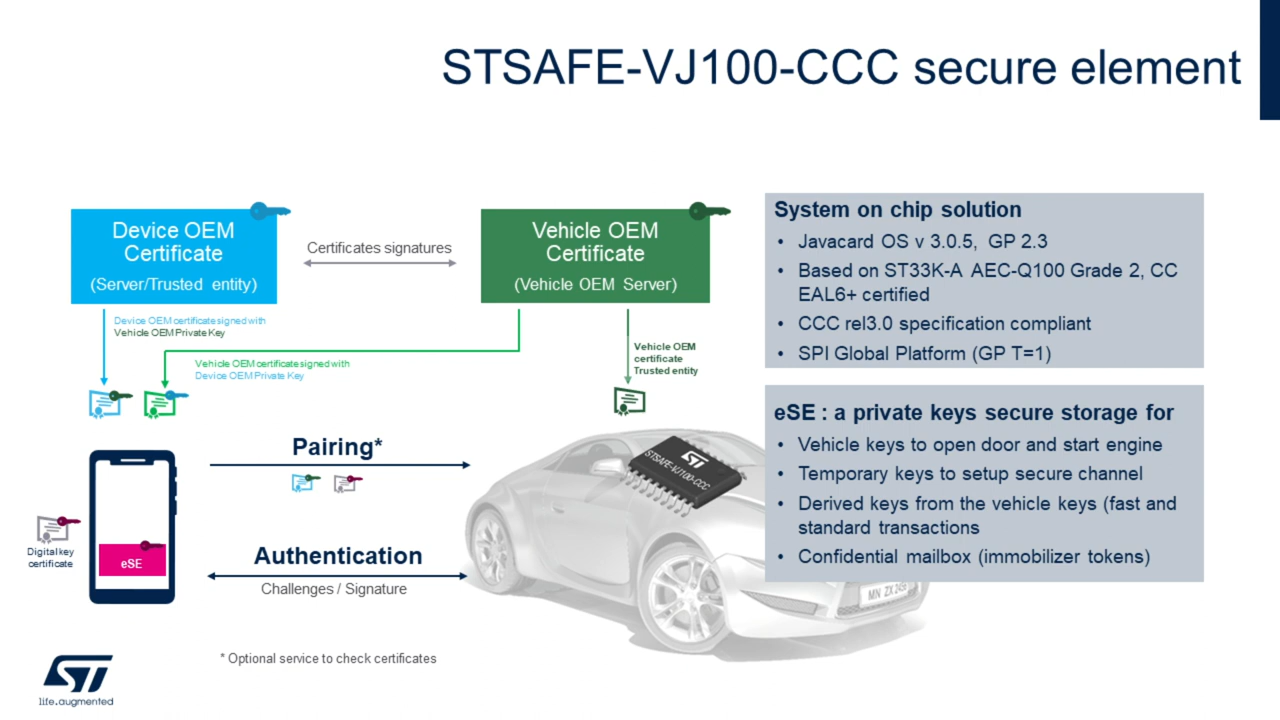 STSAFE-VJ100-CCC secure element
Device OEM
Certificate
(Server/Trusted entity)
Certificates signatures
Vehicle OEM
Certificate
(Vehicle OEM Server)
Device OEM certificate signed with
Vehicle OEM Private Key
Vehicle OEM certificate signed with
Device OEM Private Key
Vehicle OEM
certificate
Trusted entity
Pairing*
Authentication
Challenges / Signature
Digital key
certificate
eSE
ST
STSAFE-VJ100-CCC
MN ZX 245
System on chip solution
• Javacard OS v 3.0.5, GP 2.3
• Based on ST33K-A AEC-Q100 Grade 2, CC
EAL6+ certified
• CCC rel3.0 specification compliant
• SPI Global Platform (GP T=1)
eSE : a private keys secure storage for
• Vehicle keys to open door and start engine
• Temporary keys to setup secure channel
• Derived keys from the vehicle keys (fast and
standard transactions
• Confidential mailbox (immobilizer tokens)
* Optional service to check certificates
ST
life.augmented